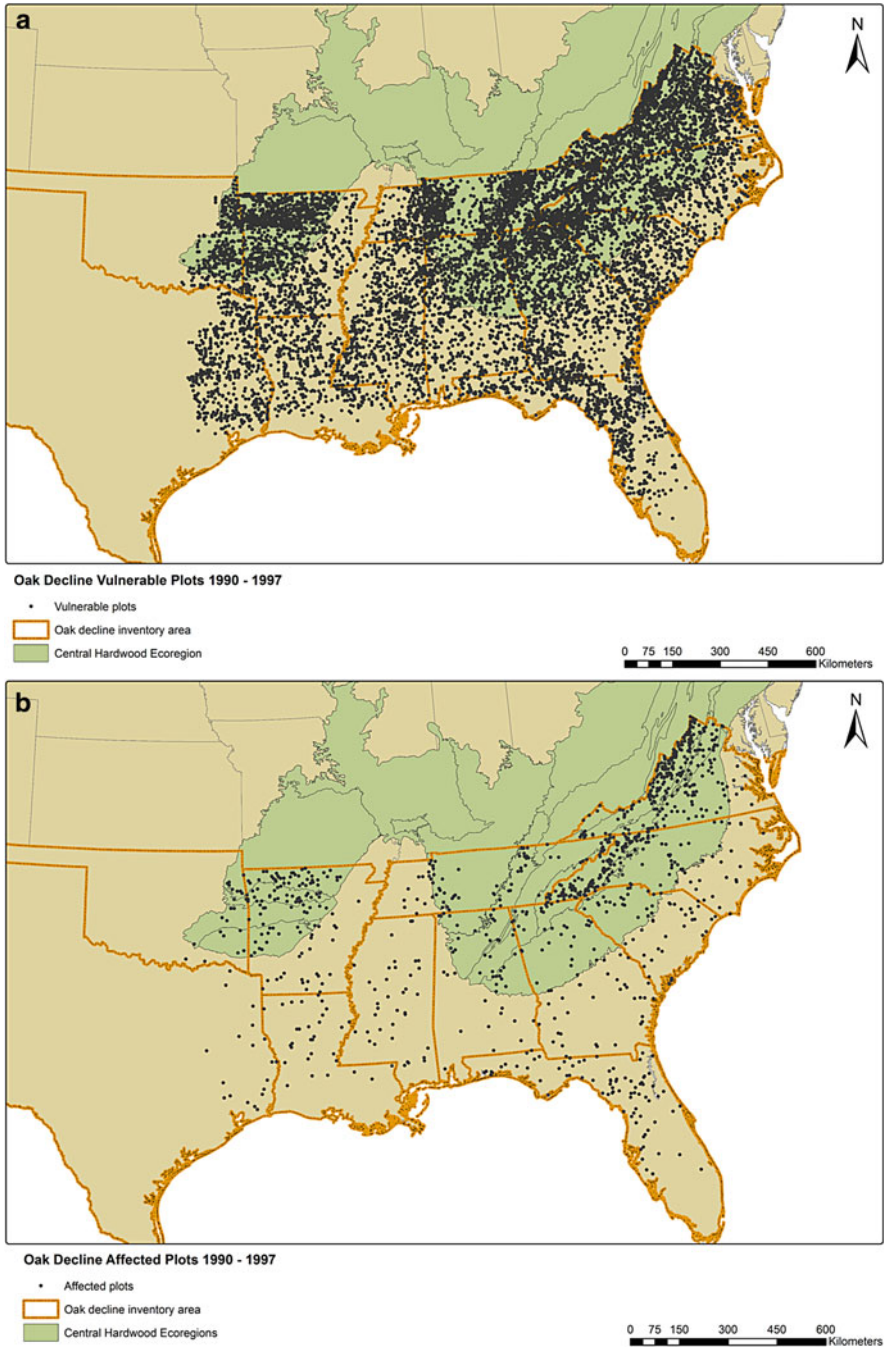 a
N
Oak Decline Vulnerable Plots 1990 - 1997
Vulnerable plots
Oak decline inventory area
Central Hardwood Ecoregion
0 75 150 300 450 600
Kilometers
b
N
Oak Decline Affected Plots 1990 - 1997
Affected plots
Oak decline inventory area
Central Hardwood Ecoregions
0 75 150 300 450 600
Kilometers